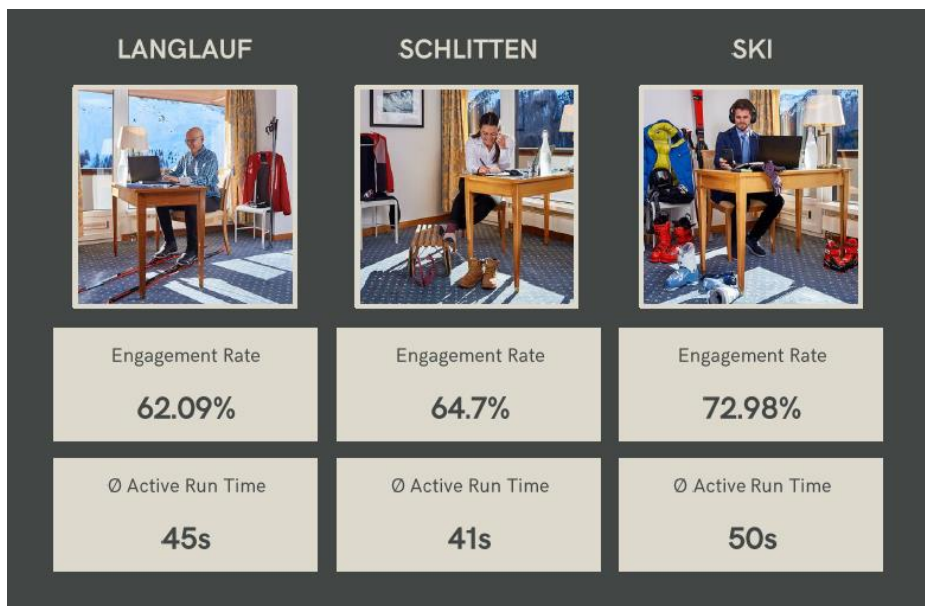 LANGLAUF
SCHLITTEN
SKI
Engagement Rate
62.09%
Engagement Rate
64.7%
Engagement Rate
72.98%
Ø Active Run Time
45s
Ø Active Run Time
41s
Ø Active Run Time
50s